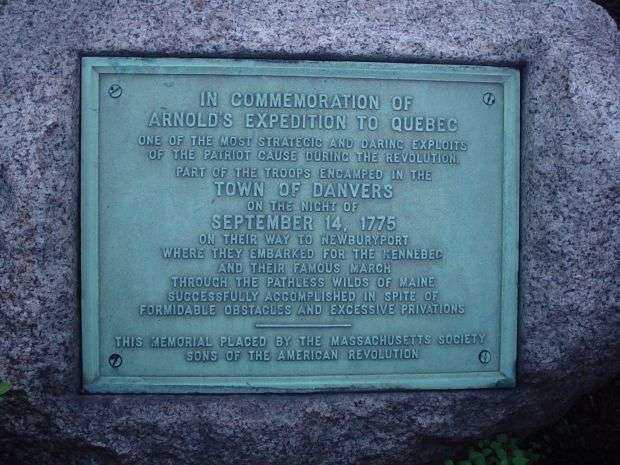 IN COMMEMORATION OF
ARNOLD'S EXPEDITION TO QUEBEC
ONE OF THE MOST STRATEGIC AND DARING EXPLOITS
OF THE PATRIOT CAUSE DURING THE REVOLUTION.
PART OF THE TROOPS ENCAMPED IN THE
TOWN OF DANVERS
ON THE NIGHT OF
SEPTEMBER 14, 1775
ON THEIR WAY TO NEWBURYPORT
WHERE THEY EMBARKED FOR THE KENNEBEC
AND THEIR FAMOUS MARCH
THROUGH THE PATHLESS WILDS OF MAINE
SUCCESSFULLY ACCOMPLISHED IN SPITE OF
FORMIDABLE OBSTACLES AND EXCESSIVE PRIVATIONS
THIS MEMORIAL PLACED BY THE MASSACHUSETTS SOCIETY
SONS OF THE AMERICAN REVOLUTION